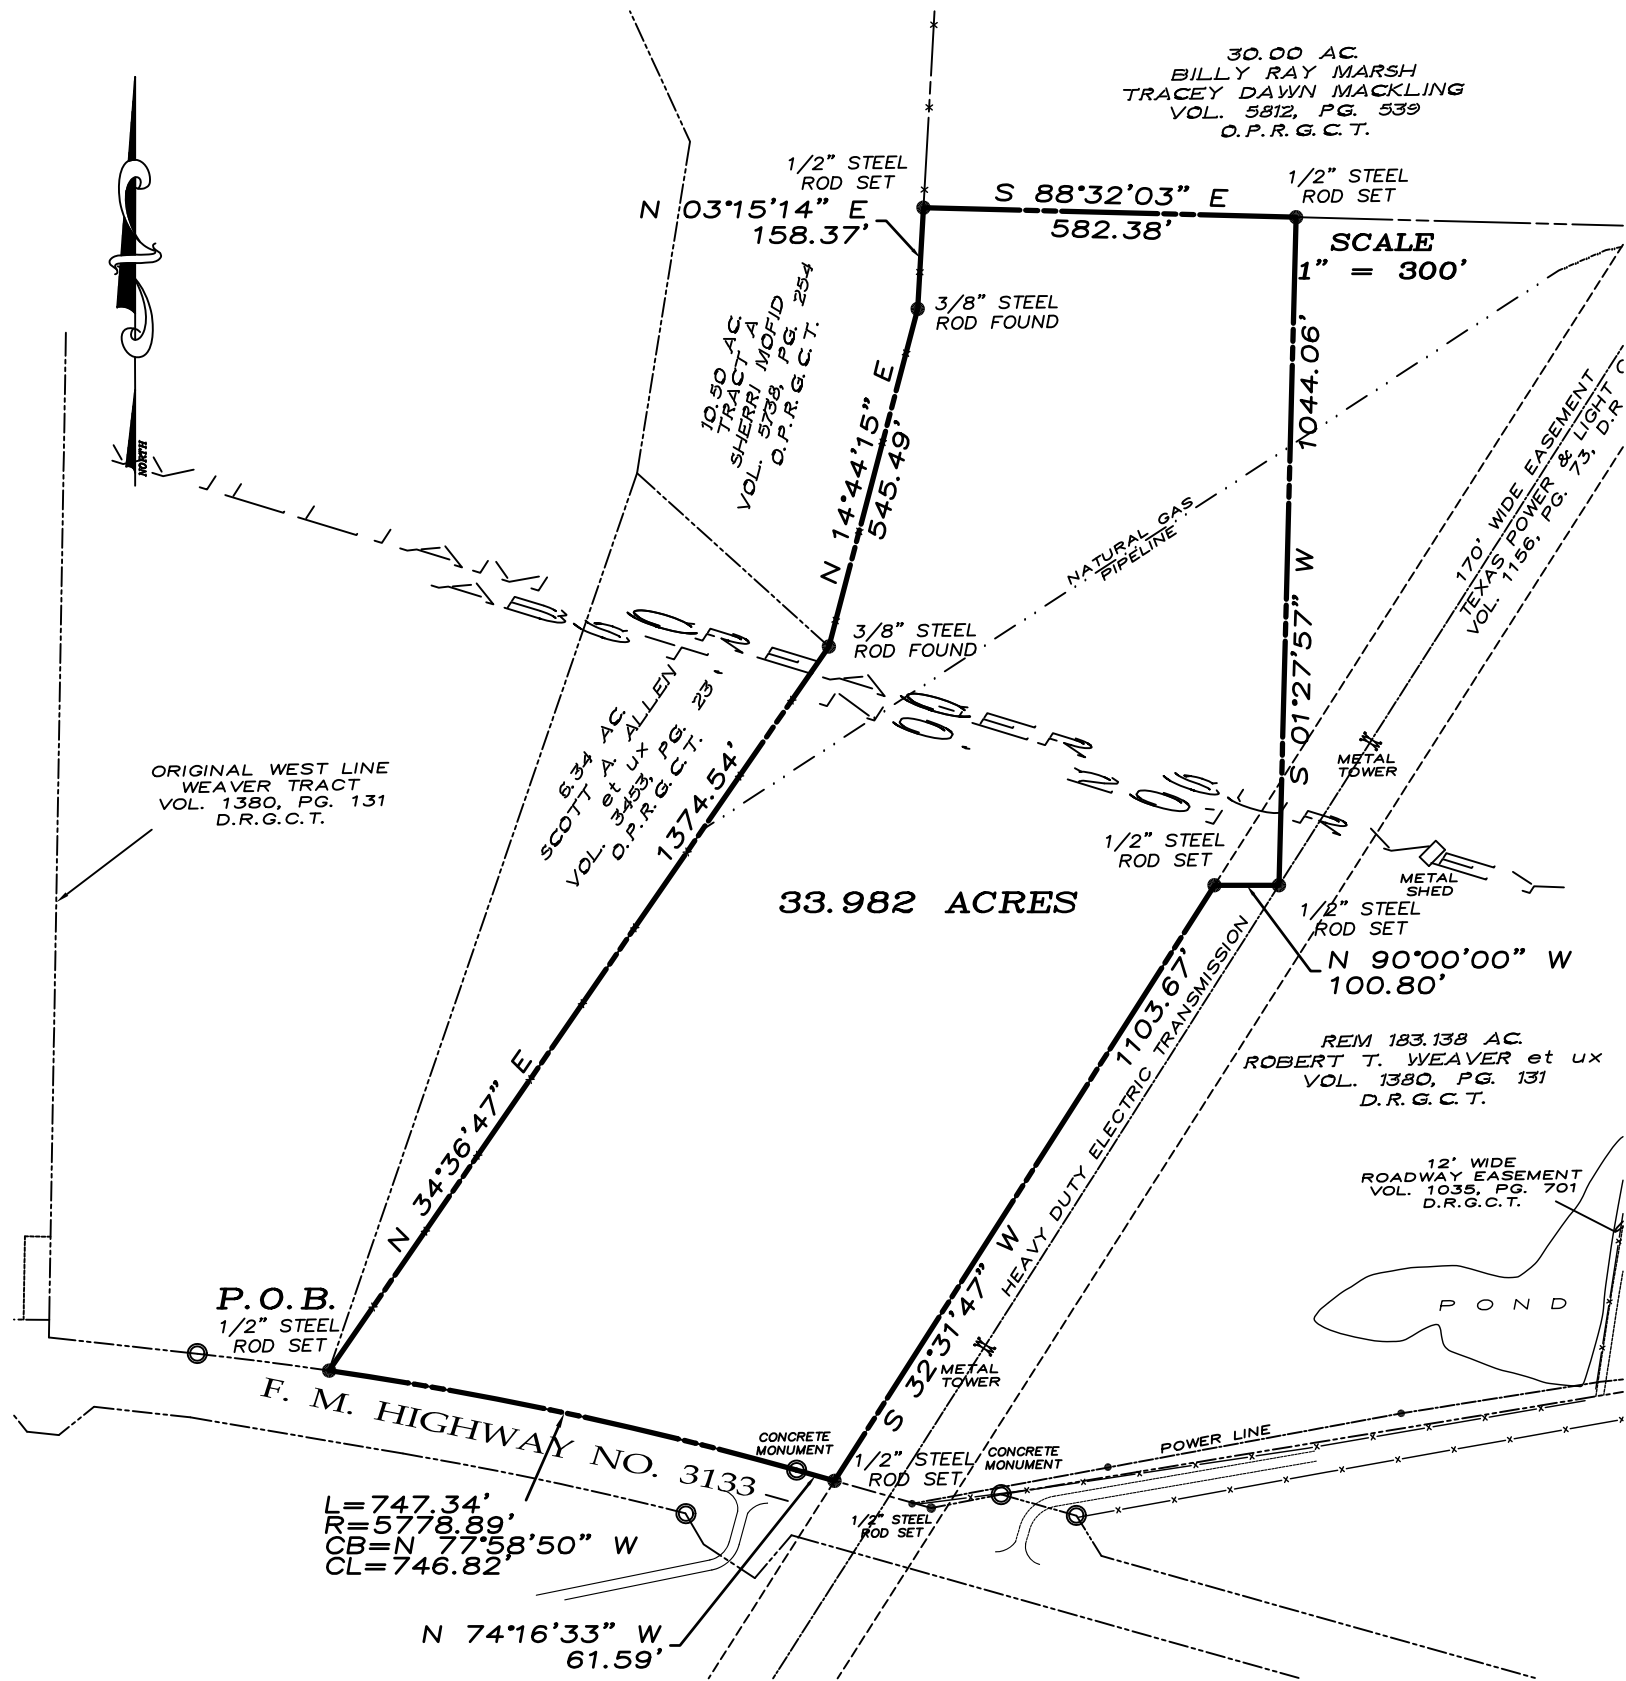 30.00 AC.
BILLY RAY MARSH
TRACEY DAWN MACKLING
VOL. 5812, PG. 539
O.P.R.G.C.T.
1/2" STEEL
ROD SET
N 03°15'14" E
158.37'
S 88°32'03" E
582.38'
1/2" STEEL
ROD SET
SCALE
1" = 300'
3/8" STEEL
ROD FOUND
10.50 AC.
TRACT A
SHERRI MOFID
VOL. 5738, PG. 254
O.P.R.G.C.T.
N 14°44'15" E
545.49'
1044.06'
S 01°27'57" W
NORTH
NATURAL GAS
PIPELINE
170' WIDE EASEMENT
TEXAS POWER & LIGHT
VOL. 1156, PG. 73, D.R
3/8" STEEL
ROD FOUND
6.34 AC.
SCOTT A. ALLEN
et ux
VOL. 3453, PG. 23
O.P.R.G.C.T.
1374.54'
N 34°36'47" E
ORIGINAL WEST LINE
WEAVER TRACT
VOL. 1380, PG. 131
D.R.G.C.T.
METAL
TOWER
1/2" STEEL
ROD SET
METAL
SHED
33.982 ACRES
1/2" STEEL
ROD SET
N 90°00'00" W
100.80'
1103.67'
S 32°31'47" W
HEAVY DUTY ELECTRIC TRANSMISSION
REM 183.138 AC.
ROBERT T. WEAVER et ux
VOL. 1380, PG. 131
D.R.G.C.T.
12' WIDE
ROADWAY EASEMENT
VOL. 1035, PG. 701
D.R.G.C.T.
POND
P.O.B.
1/2" STEEL
ROD SET
METAL
TOWER
F. M. HIGHWAY NO. 3133
CONCRETE
MONUMENT
1/2" STEEL
ROD SET
CONCRETE
MONUMENT
POWER LINE
1/2" STEEL
ROD SET
L=747.34'
R=5778.89'
CB=N 77°58'50" W
CL=746.82'
N 74°16'33" W
61.59'